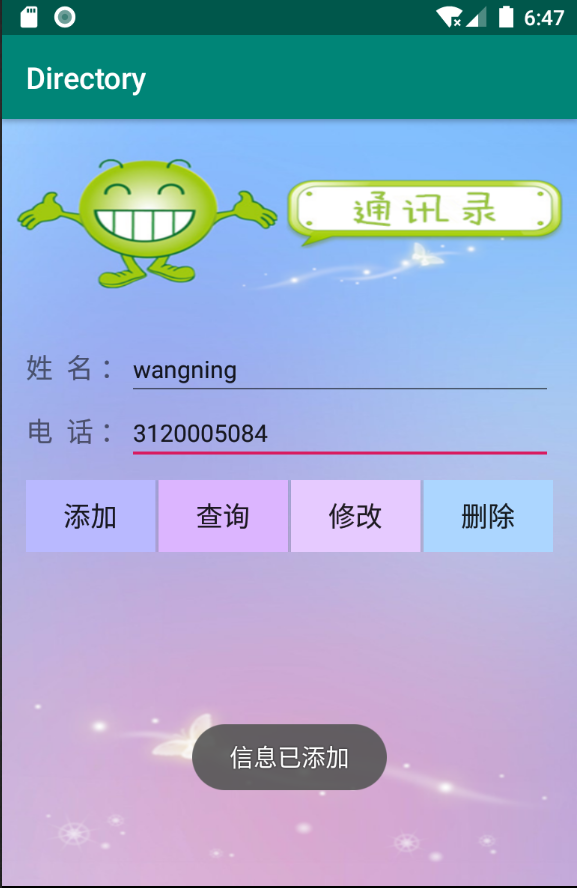 6:47
Directory
通讯录
姓 名： wangning
电 话： 3120005084
添加 查询 修改 删除
信息已添加